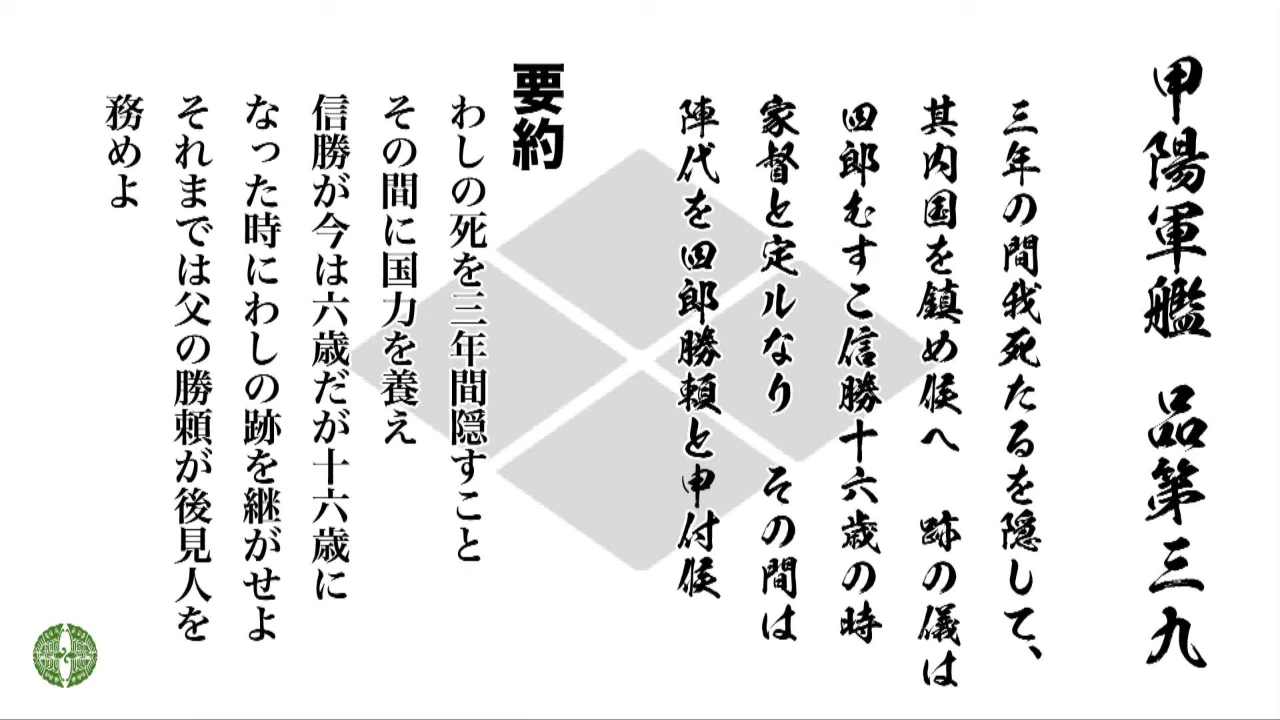 甲陽軍艦　品第三九
三年の間我死たるを隠して、
其内国を鎮め候へ　跡の儀は
四郎むすこ信勝十六歳の時
家督と定ルなり　その間は
陣代を四郎勝頼と申付候
要約
わしの死を三年間隠すこと
その間に国力を養え
信勝が今は六歳だが十六歳に
なった時にわしの跡を継がせよ
それまでは父の勝頼が後見人を
務めよ